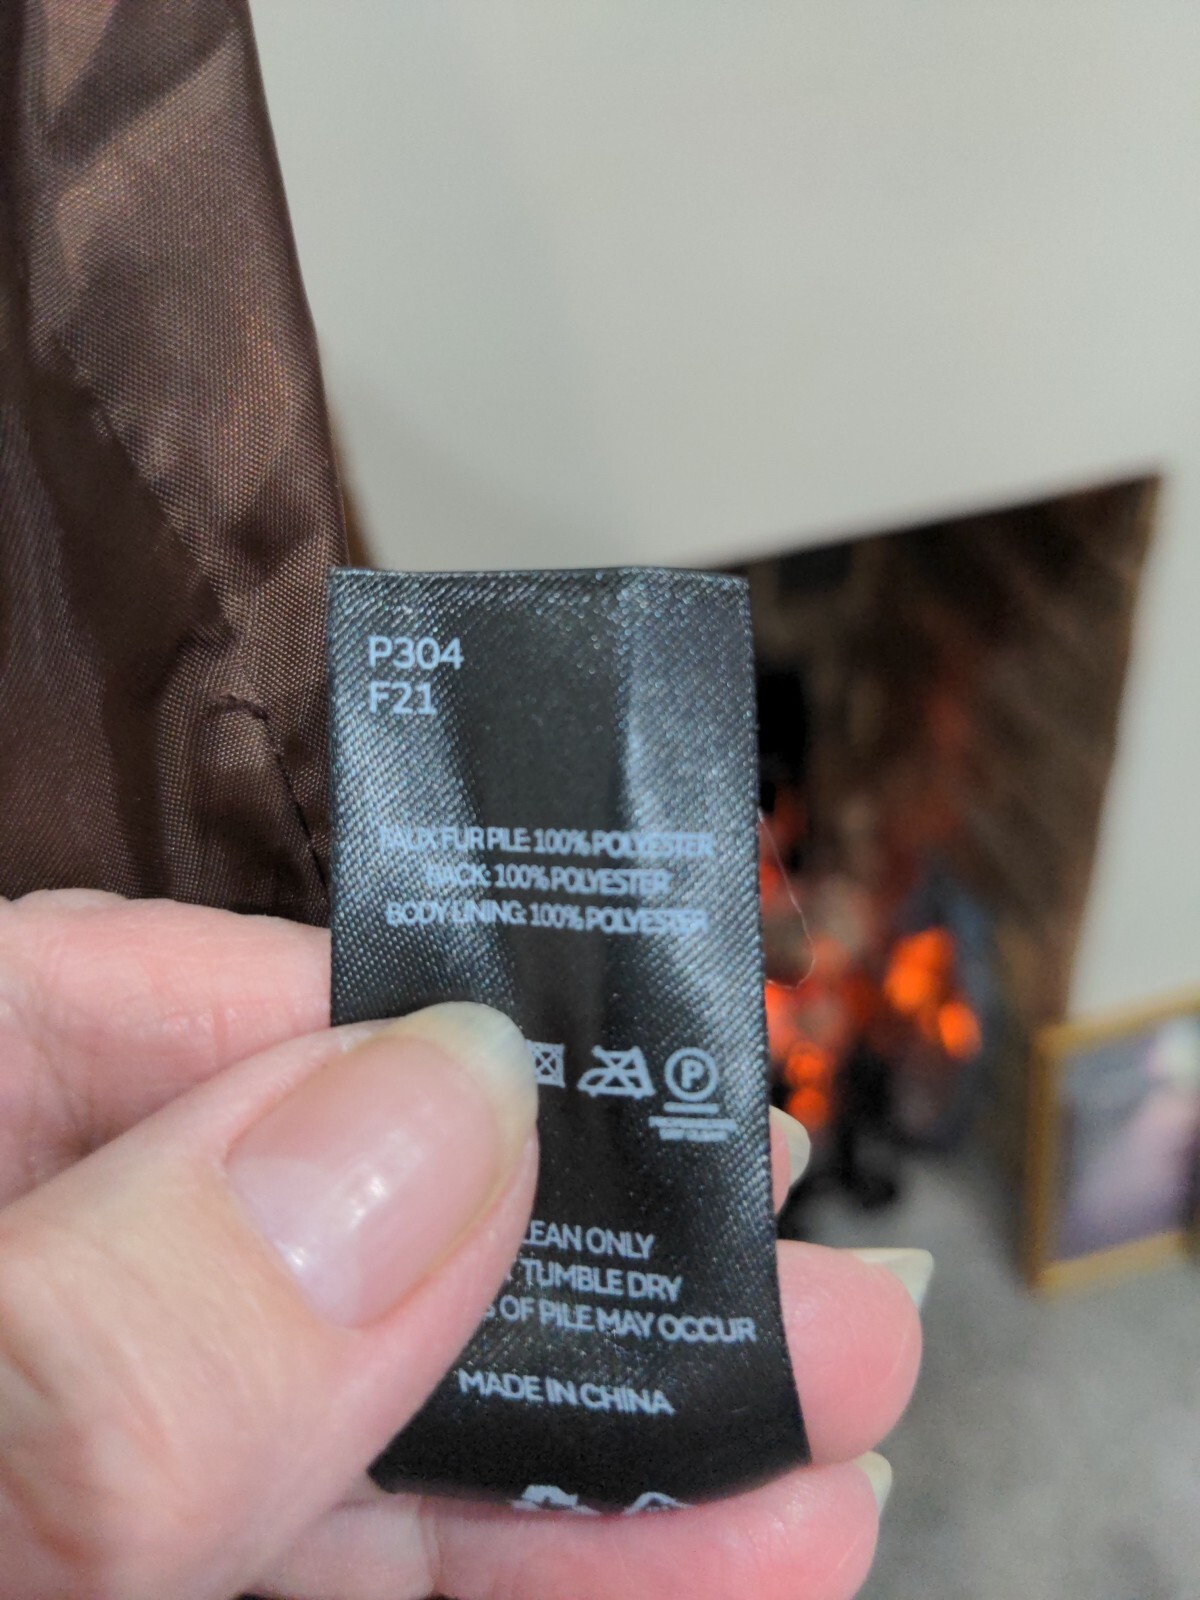 P304
F21
FAUX FUR PILE: 100% POLYESTER
BACK: 100% POLYESTER
BODY LINING: 100% POLYESTER
P
LEAN ONLY
TUMBLE DRY
S OF PILE MAY OCCUR
MADE IN CHINA